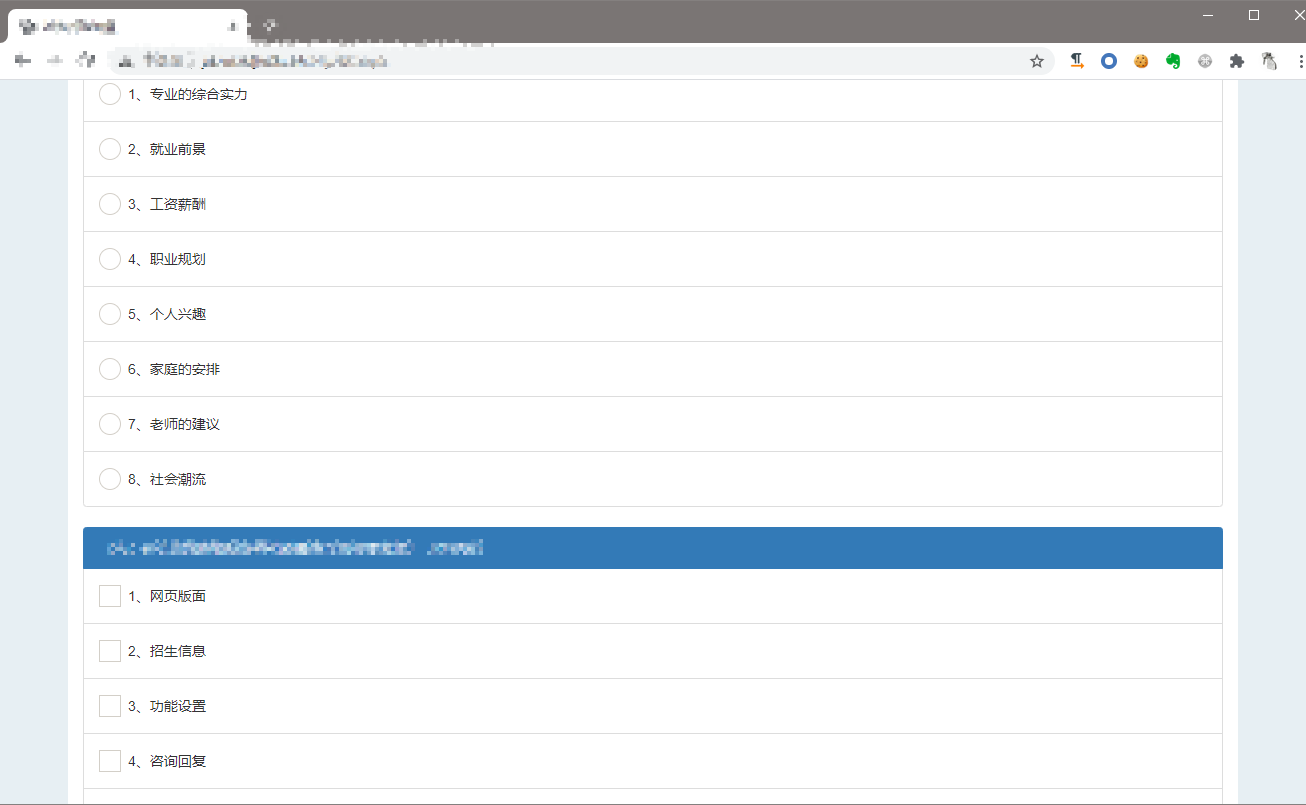 1、专业的综合实力
2、就业前景
3、工资薪酬
4、职业规划
5、个人兴趣
6、家庭的安排
7、老师的建议
8、社会潮流
1、网页版面
2、招生信息
3、功能设置
4、咨询回复